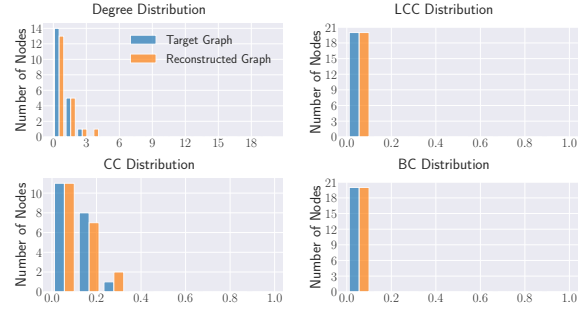 Degree Distribution
Number of Nodes
14
12
10
8
6
4
2
0
0 3 6 9 12 15 18
Target Graph
Reconstructed Graph
LCC Distribution
Number of Nodes
21
18
15
12
9
6
3
0
0.0 0.2 0.4 0.6 0.8 1.0
CC Distribution
Number of Nodes
10
8
6
4
2
0
0.0 0.2 0.4 0.6 0.8 1.0
BC Distribution
Number of Nodes
21
18
15
12
9
6
3
0
0.0 0.2 0.4 0.6 0.8 1.0